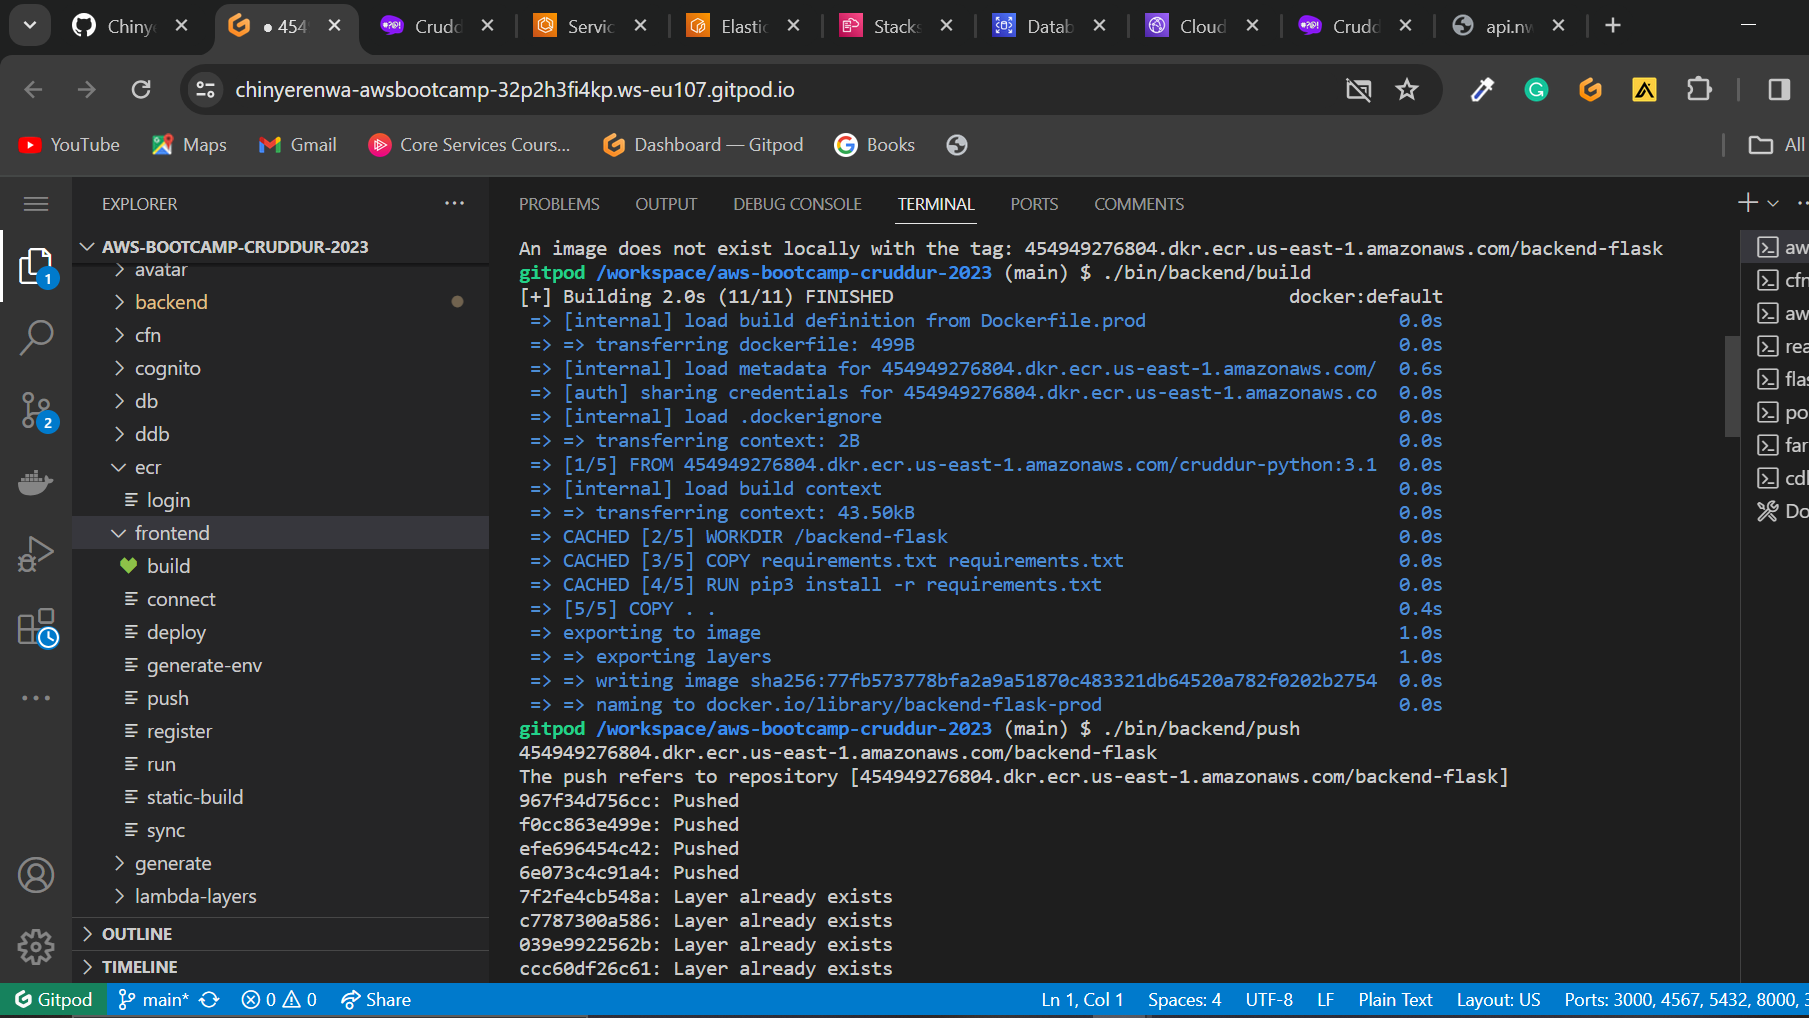 Chinye
454
Crudd
Servic
Elastic
Stacks
Datab
Cloud
Crudd
api.nw
chinyerenwa-awsbootcamp-32p2h3fi4kp.ws-eu107.gitpod.io
YouTube
Maps
Gmail
Core Services Cours...
Dashboard — Gitpod
Books
All
EXPLORER
AWS-BOOTCAMP-CRUDDUR-2023
avatar
backend
cfn
cognito
db
ddb
ecr
login
frontend
build
connect
deploy
generate-env
push
register
run
static-build
sync
generate
lambda-layers
OUTLINE
TIMELINE
1
2
PROBLEMS
OUTPUT
DEBUG CONSOLE
TERMINAL
PORTS
COMMENTS
An image does not exist locally with the tag: 454949276804.dkr.ecr.us-east-1.amazonaws.com/backend-flask
gitpod /workspace/aws-bootcamp-cruddur-2023 (main) $ ./bin/backend/build
[+] Building 2.0s (11/11) FINISHED docker:default
=> [internal] load build definition from Dockerfile.prod 0.0s
=> => transferring dockerfile: 499B 0.0s
=> [internal] load metadata for 454949276804.dkr.ecr.us-east-1.amazonaws.com/ 0.6s
=> [auth] sharing credentials for 454949276804.dkr.ecr.us-east-1.amazonaws.co 0.0s
=> [internal] load .dockerignore 0.0s
=> => transferring context: 2B 0.0s
=> [1/5] FROM 454949276804.dkr.ecr.us-east-1.amazonaws.com/cruddur-python:3.1 0.0s
=> [internal] load build context 0.0s
=> => transferring context: 43.50kB 0.0s
=> CACHED [2/5] WORKDIR /backend-flask 0.0s
=> CACHED [3/5] COPY requirements.txt requirements.txt 0.0s
=> CACHED [4/5] RUN pip3 install -r requirements.txt 0.0s
=> [5/5] COPY . . 0.4s
=> exporting to image 1.0s
=> => exporting layers 1.0s
=> => writing image sha256:77fb573778bfa2a9a51870c483321db64520a782f0202b2754 0.0s
=> => naming to docker.io/library/backend-flask-prod 0.0s
gitpod /workspace/aws-bootcamp-cruddur-2023 (main) $ ./bin/backend/push
454949276804.dkr.ecr.us-east-1.amazonaws.com/backend-flask
The push refers to repository [454949276804.dkr.ecr.us-east-1.amazonaws.com/backend-flask]
967f34d756cc: Pushed
f0cc863e499e: Pushed
efe696454c42: Pushed
6e073c4c91a4: Pushed
7f2fe4cb548a: Layer already exists
c7787300a586: Layer already exists
039e9922562b: Layer already exists
ccc60df26c61: Layer already exists
aw
cfn
aw
rea
flas
po
far
Do
Gitpod
main*
0
0
Share
Ln 1, Col 1
Spaces: 4
UTF-8
LF
Plain Text
Layout: US
Ports: 3000, 4567, 5432, 8000,